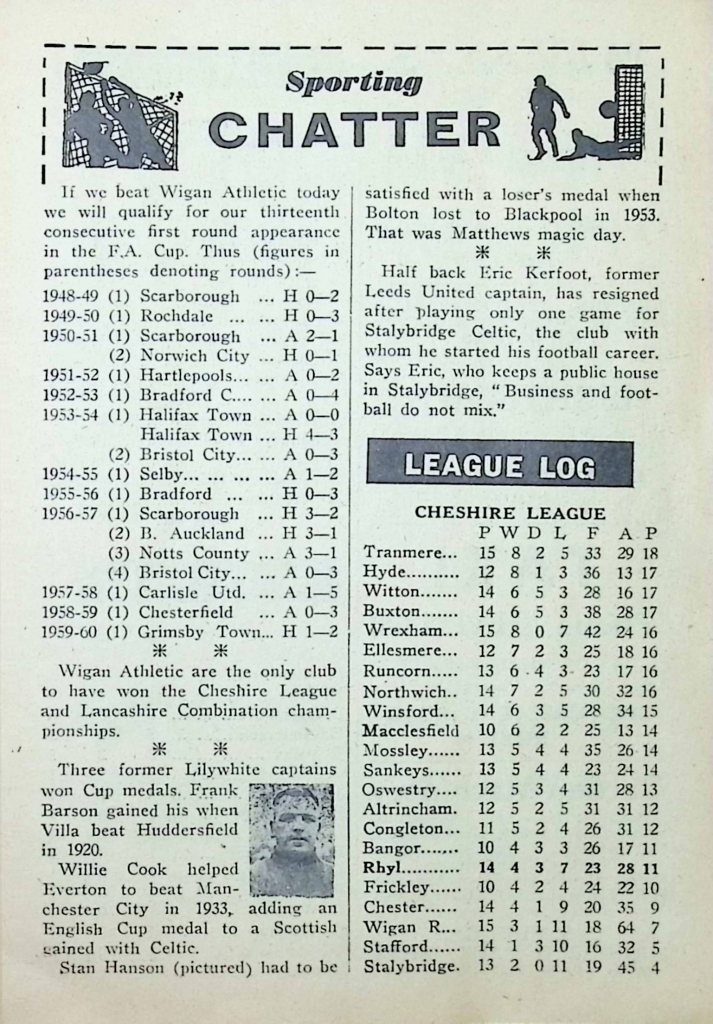 Sporting
CHATTER
If we beat Wigan Athletic today
we will qualify for our thirteenth
consecutive first round appearance
in the F.A. Cup. Thus (figures in
parentheses denoting rounds) :—
1948-49 (1) Scarborough ... H 0—2
1949-50 (1) Rochdale ... ... H 0—3
1950-51 (1) Scarborough ... A 2—1
(2) Norwich City ... H 0—1
1951-52 (1) Hartlepools... ... A 0—2
1952-53 (1) Bradford C.... ... A 0—4
1953-54 (1) Halifax Town ... A 0—0
Halifax Town ... H 4—3
(2) Bristol City... ... A 0—3
1954-55 (1) Selby... ... ... ... A 1—2
1955-56 (1) Bradford ... ... H 0—3
1956-57 (1) Scarborough ... H 3—2
(2) B. Auckland ... H 3—1
(3) Notts County ... A 3—1
(4) Bristol City... ... A 0—3
1957-58 (1) Carlisle Utd. ... A 1—5
1958-59 (1) Chesterfield ... A 0—3
1959-60 (1) Grimsby Town... H 1—2
Wigan Athletic are the only club
to have won the Cheshire League
and Lancashire Combination cham-
pionships.
Three former Lilywhite captains
won Cup medals. Frank
Barson gained his when
Villa beat Huddersfield
in 1920.
Willie Cook helped
Everton to beat Man-
chester City in 1933, adding an
English Cup medal to a Scottish
gained with Celtic.
Stan Hanson (pictured) had to be
satisfied with a loser's medal when
Bolton lost to Blackpool in 1953.
That was Matthews magic day.
Half back Eric Kerfoot, former
Leeds United captain, has resigned
after playing only one game for
Stalybridge Celtic, the club with
whom he started his football career.
Says Eric, who keeps a public house
in Stalybridge, "Business and foot-
ball do not mix."
LEAGUE LOG
CHESHIRE LEAGUE
P W D L F A P
Tranmere... 15 8 2 5 33 29 18
Hyde.......... 12 8 1 3 36 13 17
Witton....... 14 6 5 3 28 16 17
Buxton....... 14 6 5 3 38 28 17
Wrexham... 15 8 0 7 42 24 16
Ellesmere... 12 7 2 3 25 18 16
Runcorn..... 13 6 4 3 23 17 16
Northwich.. 14 7 2 5 30 32 16
Winsford... 14 6 3 5 28 34 15
Macclesfield 10 6 2 2 25 13 14
Mossley...... 13 5 4 4 35 26 14
Sankeys...... 13 5 4 4 23 24 14
Oswestry.... 12 5 3 4 31 28 13
Altrincham. 12 5 2 5 31 31 12
Congleton... 11 5 2 4 26 31 12
Bangor....... 10 4 3 3 26 17 11
Rhyl........... 14 4 3 7 23 28 11
Frickley...... 10 4 2 4 24 22 10
Chester...... 14 4 1 9 20 35 9
Wigan R... 15 3 1 11 18 64 7
Stafford...... 14 1 3 10 16 32 5
Stalybridge. 13 2 0 11 19 45 4